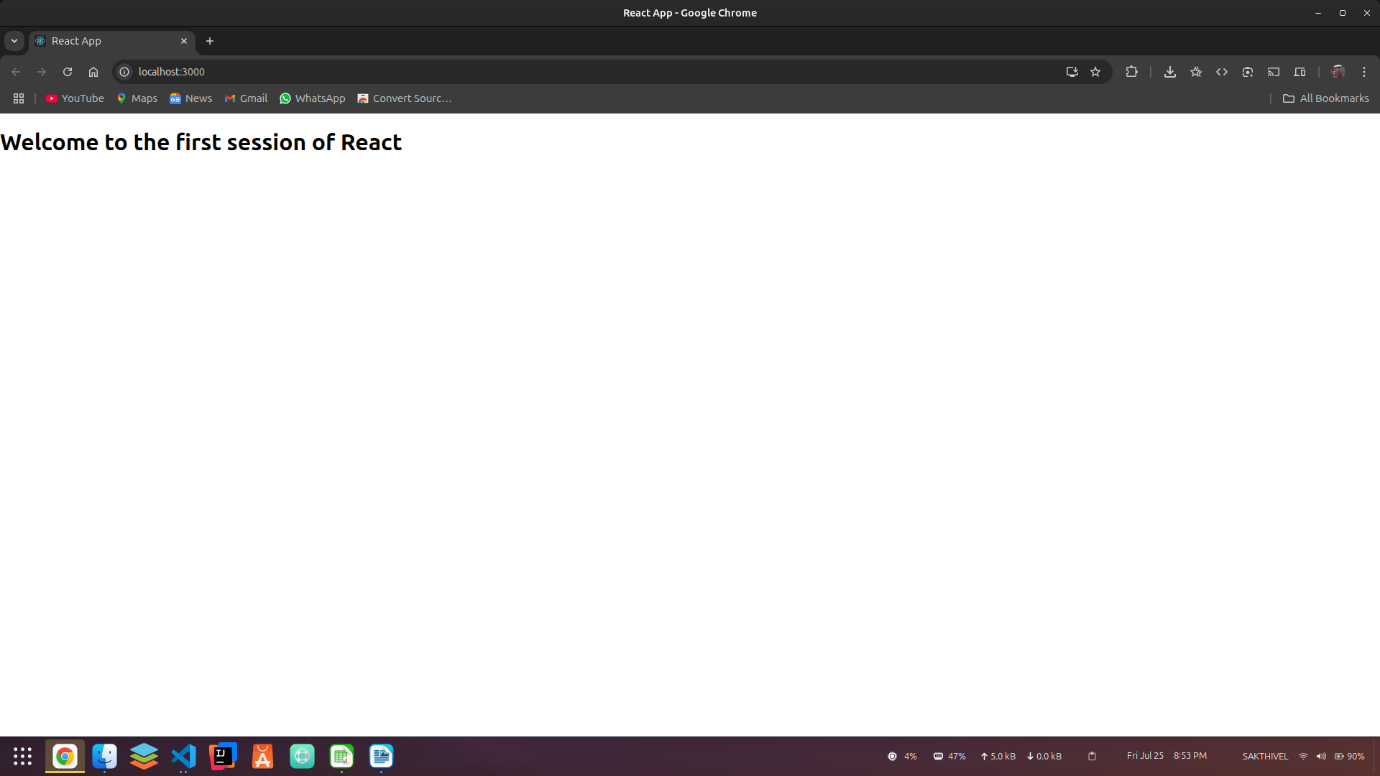 React App - Google Chrome
React App
localhost:3000
YouTube Maps News Gmail WhatsApp Convert Sourc… All Bookmarks
Welcome to the first session of React
4% 47% 5.0 kB 0.0 kB Fri Jul 25 8:53 PM SAKTHIVEL 90%